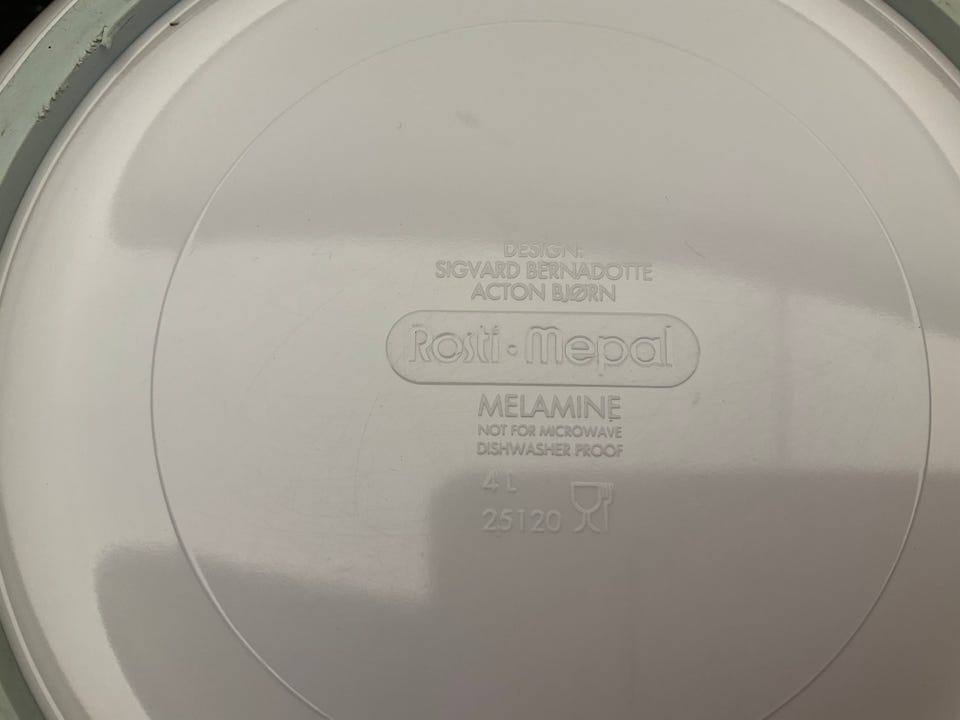 DESIGN:
SIGVARD BERNADOTTE
ACTON BJØRN
Rosti • Mepal
MELAMINE
NOT FOR MICROWAVE
DISHWASHER PROOF
4 L
25120